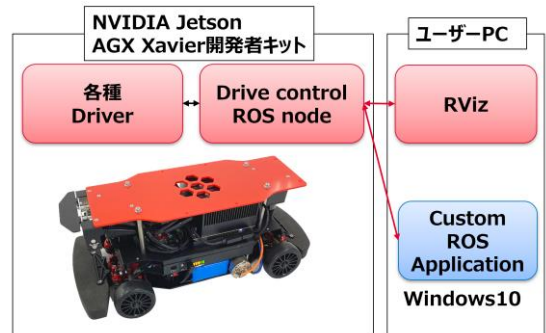 NVIDIA Jetson
AGX Xavier開発者キット
ユーザーPC
各種
Driver
Drive control
ROS node
RViz
Custom
ROS
Application
Windows10